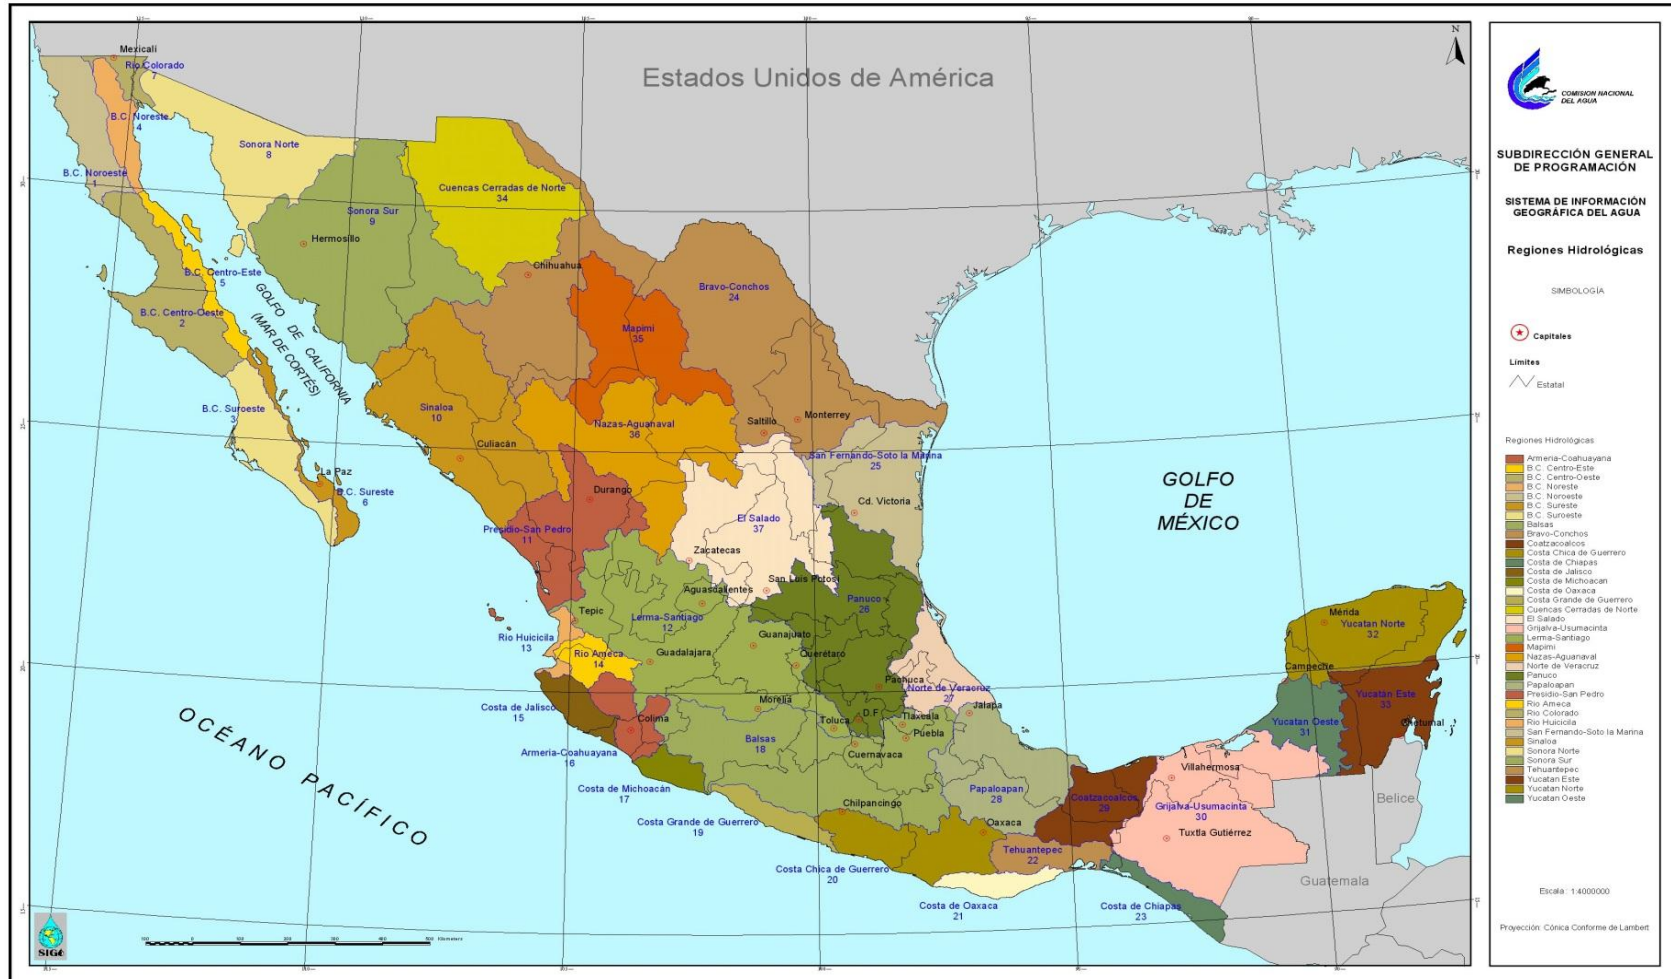 Estados Unidos de América
N
Mexicali
Rio Colorado
7
B.C. Noreste
4
Sonora Norte
8
B.C. Noroeste
1
Cuencas Cerradas de Norte
34
Sonora Sur
9
Hermosillo
Chihuahua
B.C. Centro-Este
5
Bravo-Conchos
24
B.C. Centro-Oeste
2
GOLFO DE CALIFORNIA
(MAR DE CORTÉS)
Mapimi
35
B.C. Suroeste
3
Sinaloa
10
Nazas-Aguanaval
36
Saltillo
Monterrey
Culiacán
San Fernando-Soto la Marina
25
La Paz
B.C. Sureste
6
Durango
Cd. Victoria
GOLFO
DE
MÉXICO
Presidio-San Pedro
11
El Salado
37
Zacatecas
San Luis Potosi
Aguascalientes
Panuco
26
Tepic
Lerma-Santiago
12
Rio Huicicila
13
Guanajuato
Mérida
Yucatan Norte
32
Rio Ameca
14
Guadalajara
Querétaro
Campeche
Pachuca
Norte de Veracruz
27
Yucatan Este
33
Costa de Jalisco
15
Morelia
Jalapa
Colima
D.F.
Toluca
Tlaxcala
Puebla
Yucatan Oeste
31
Chetumal
OCÉANO PACÍFICO
Balsas
18
Armeria-Coahuayana
16
Cuernavaca
Villahermosa
Costa de Michoacán
17
Papaloapan
28
Coatzacoalcos
29
Grijalva-Usumacinta
30
Belice
Chilpancingo
Costa Grande de Guerrero
19
Oaxaca
Tuxtla Gutiérrez
Tehuantepec
22
Costa Chica de Guerrero
20
Guatemala
Costa de Oaxaca
21
Costa de Chiapas
23
SIGA
100 0 100 200 300 400 500 Kilometers
COMISION NACIONAL
DEL AGUA
SUBDIRECCIÓN GENERAL
DE PROGRAMACIÓN
SISTEMA DE INFORMACIÓN
GEOGRÁFICA DEL AGUA
Regiones Hidrológicas
SIMBOLOGÍA
Capitales
Límites
Estatal
Regiones Hidrológicas
Armeria-Coahuayana
B.C. Centro-Este
B.C. Centro-Oeste
B.C. Noreste
B.C. Noroeste
B.C. Sureste
B.C. Suroeste
Balsas
Bravo-Conchos
Coatzacoalcos
Costa Chica de Guerrero
Costa de Chiapas
Costa de Jalisco
Costa de Michoacan
Costa de Oaxaca
Costa Grande de Guerrero
Cuencas Cerradas de Norte
El Salado
Grijalva-Usumacinta
Lerma-Santiago
Mapimi
Nazas-Aguanaval
Norte de Veracruz
Panuco
Papaloapan
Presidio-San Pedro
Rio Ameca
Rio Colorado
Rio Huicicila
San Fernando-Soto la Marina
Sinaloa
Sonora Norte
Sonora Sur
Tehuantepec
Yucatan Este
Yucatan Norte
Yucatan Oeste
Escala : 1:4000000
Proyección: Cónica Conforme de Lambert